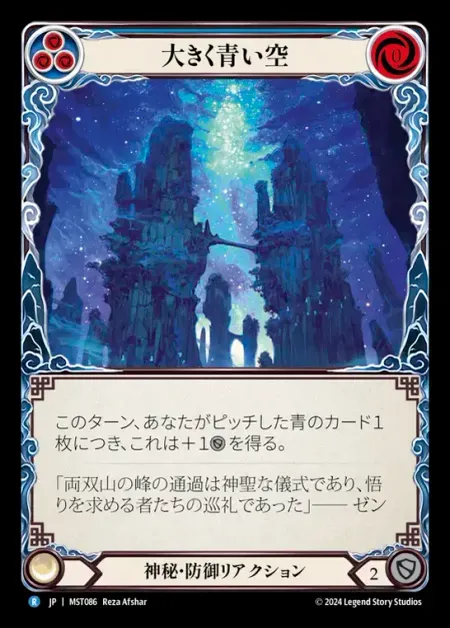 大きく青い空
0
このターン、あなたがピッチした青のカード1
枚につき、これは+1を得る。
「両双山の峰の通過は神聖な儀式であり、悟
りを求める者たちの巡礼であった」── ゼン
神秘・防御リアクション
2
R JP | MST086 Reza Afshar
© 2024 Legend Story Studios